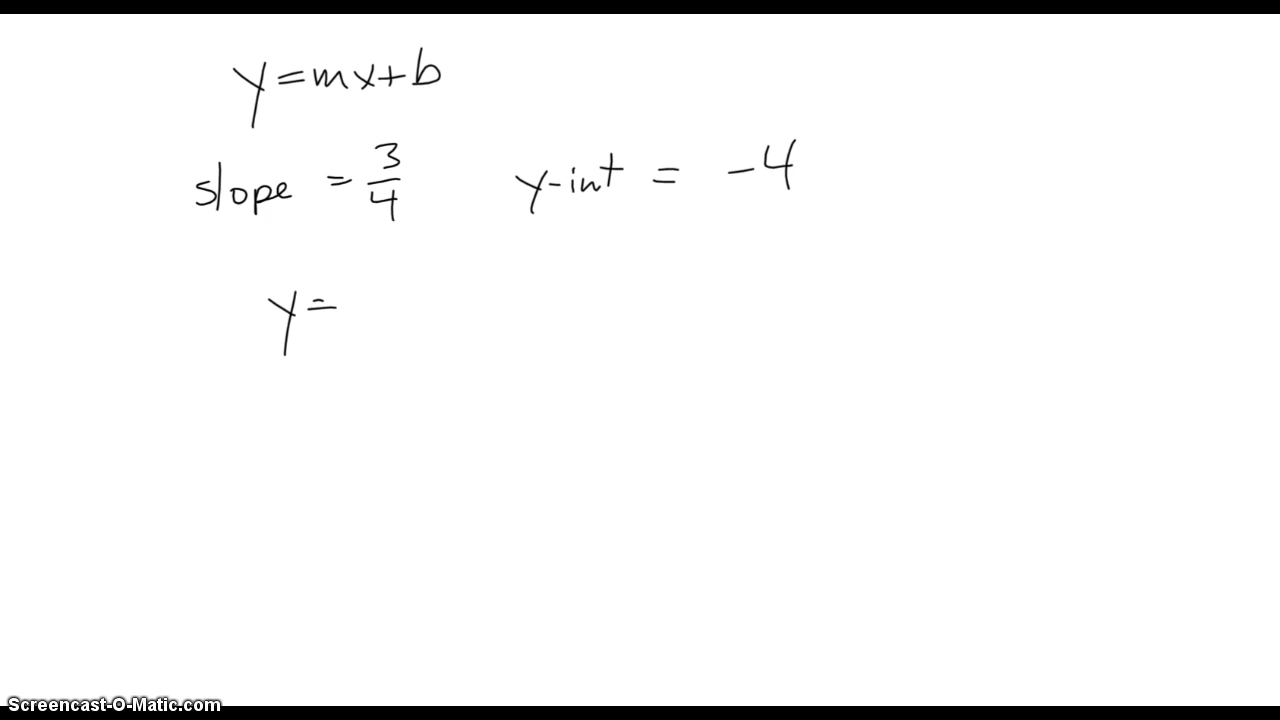 y=mx+b
slope = 3/4 y-int = -4
y=
Screencast-O-Matic.com